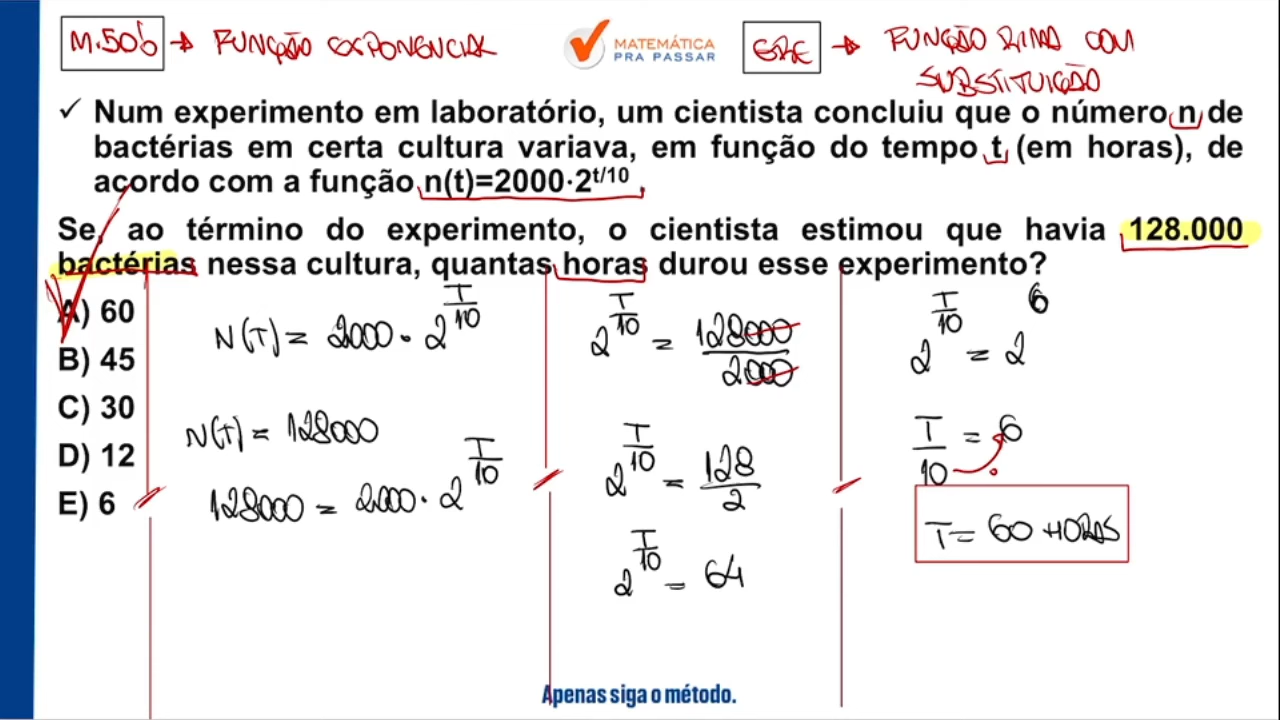 M.50% → FUNÇÃO EXPONENCIAL
MATEMÁTICA
PRA PASSAR
→ FUNÇÃO COM
SUBSTITUIÇÃO
✓ Num experimento em laboratório, um cientista concluiu que o número n de
bactérias em certa cultura variava, em função do tempo t (em horas), de
acordo com a função n(t)=2000·2^t/10 .
Se, ao término do experimento, o cientista estimou que havia 128.000
bactérias nessa cultura, quantas horas durou esse experimento?
A) 60
B) 45
C) 30
D) 12
E) 6
N(T) = 2000 · 2^T/10
N(T) = 128000
128000 = 2000 · 2^T/10
2^T/10 = 128000/2000
2^T/10 = 128/2
2^T/10 = 64
2^T/10 = 2^6
T/10 = 6
T = 60 HORAS
Apenas siga o método.